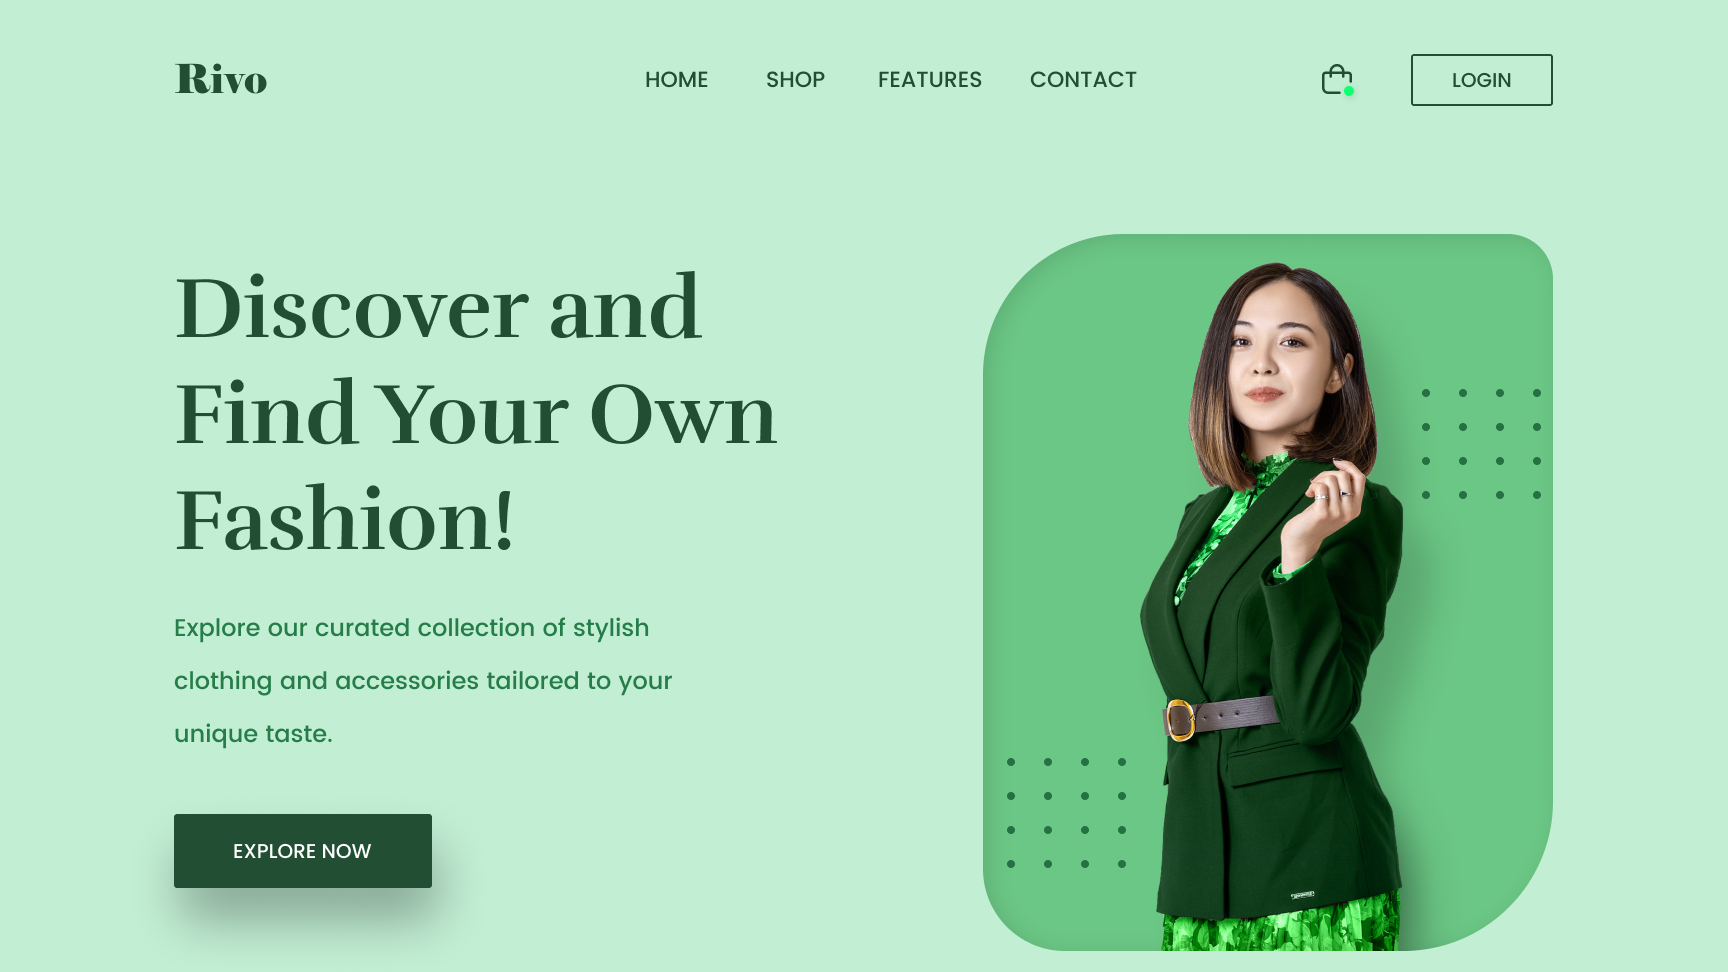 Rivo
HOME
SHOP
FEATURES
CONTACT
LOGIN
Discover and
Find Your Own
Fashion!
Explore our curated collection of stylish
clothing and accessories tailored to your
unique taste.
EXPLORE NOW